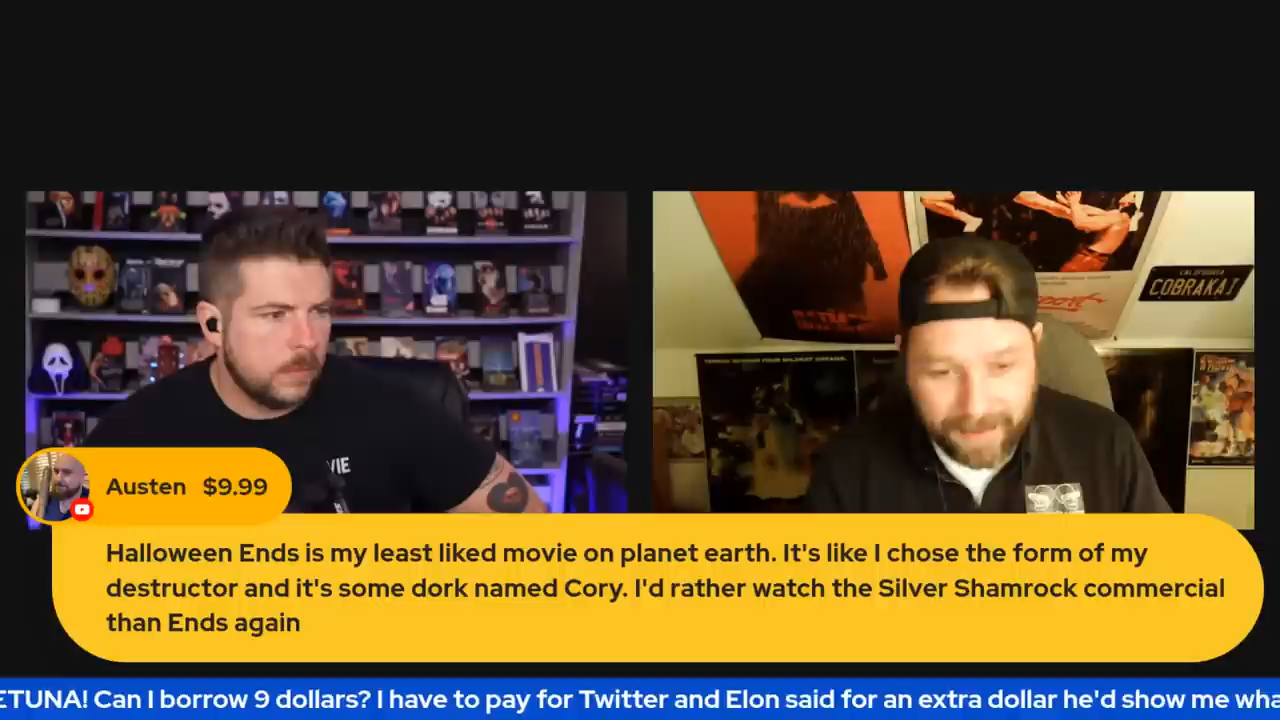 CALIFORNIA
COBRAKAI
VIE
Austen $9.99
Halloween Ends is my least liked movie on planet earth. It's like I chose the form of my
destructor and it's some dork named Cory. I'd rather watch the Silver Shamrock commercial
than Ends again
ETUNA! Can I borrow 9 dollars? I have to pay for Twitter and Elon said for an extra dollar he'd show me wha